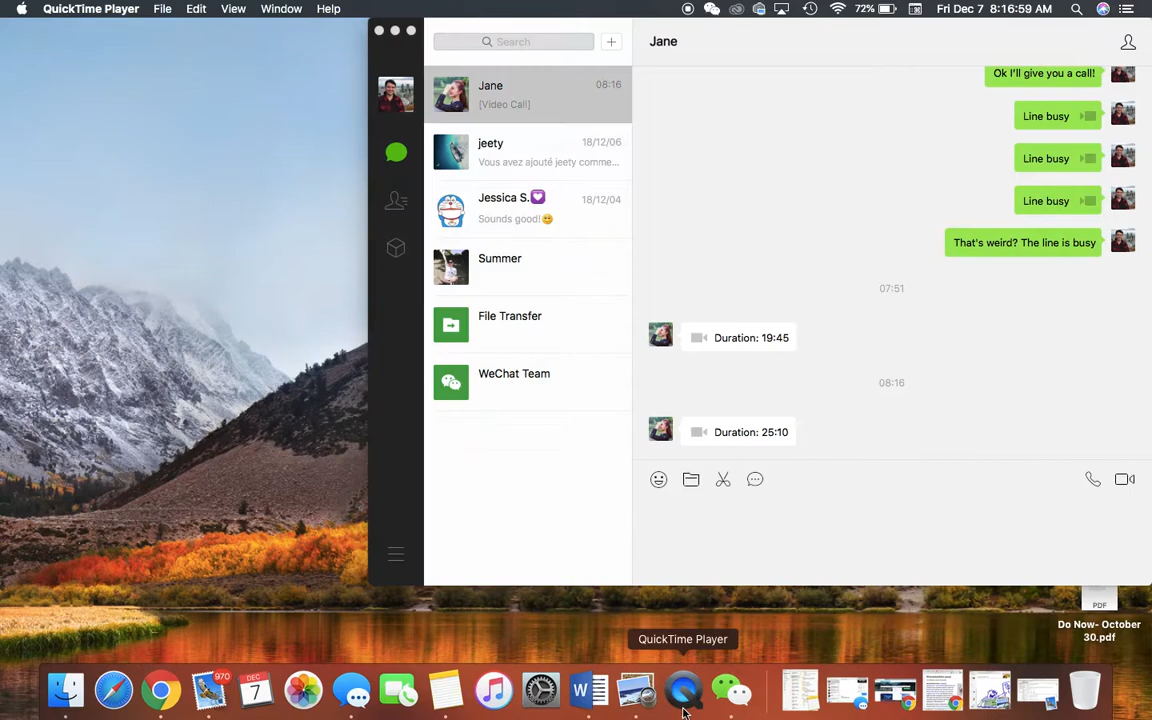 QuickTime Player File Edit View Window Help 72% Fri Dec 7 8:16:59 AM
Search
Jane
Jane 08:16
[Video Call]
jeety 18/12/06
Vous avez ajouté jeety comme...
Jessica S.💟 18/12/04
Sounds good!😊
Summer
File Transfer
WeChat Team
Ok I'll give you a call!
Line busy
Line busy
Line busy
That's weird? The line is busy
07:51
Duration: 19:45
08:16
Duration: 25:10
PDF
Do Now- October
30.pdf
QuickTime Player
970
DEC
7